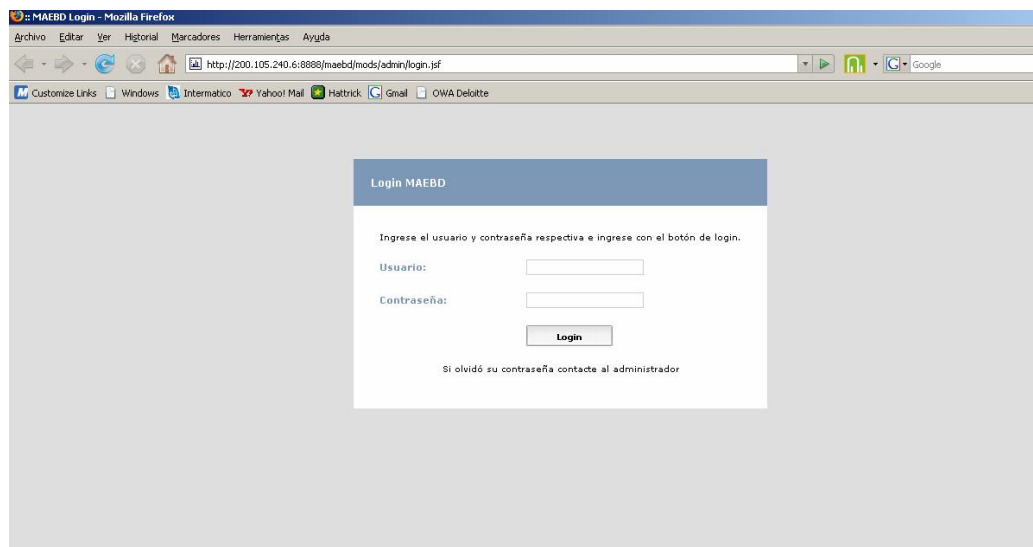 :: MAEBD Login - Mozilla Firefox
Archivo Editar Ver Historial Marcadores Herramientas Ayuda
http://200.105.240.6:8888/maebd/mods/admin/login.jsf
Google
Customize Links Windows Intermatico Yahoo! Mail Hattrick Gmail OWA Deloitte
Login MAEBD
Ingrese el usuario y contraseña respectiva e ingrese con el botón de login.
Usuario:
Contraseña:
Login
Si olvidó su contraseña contacte al administrador